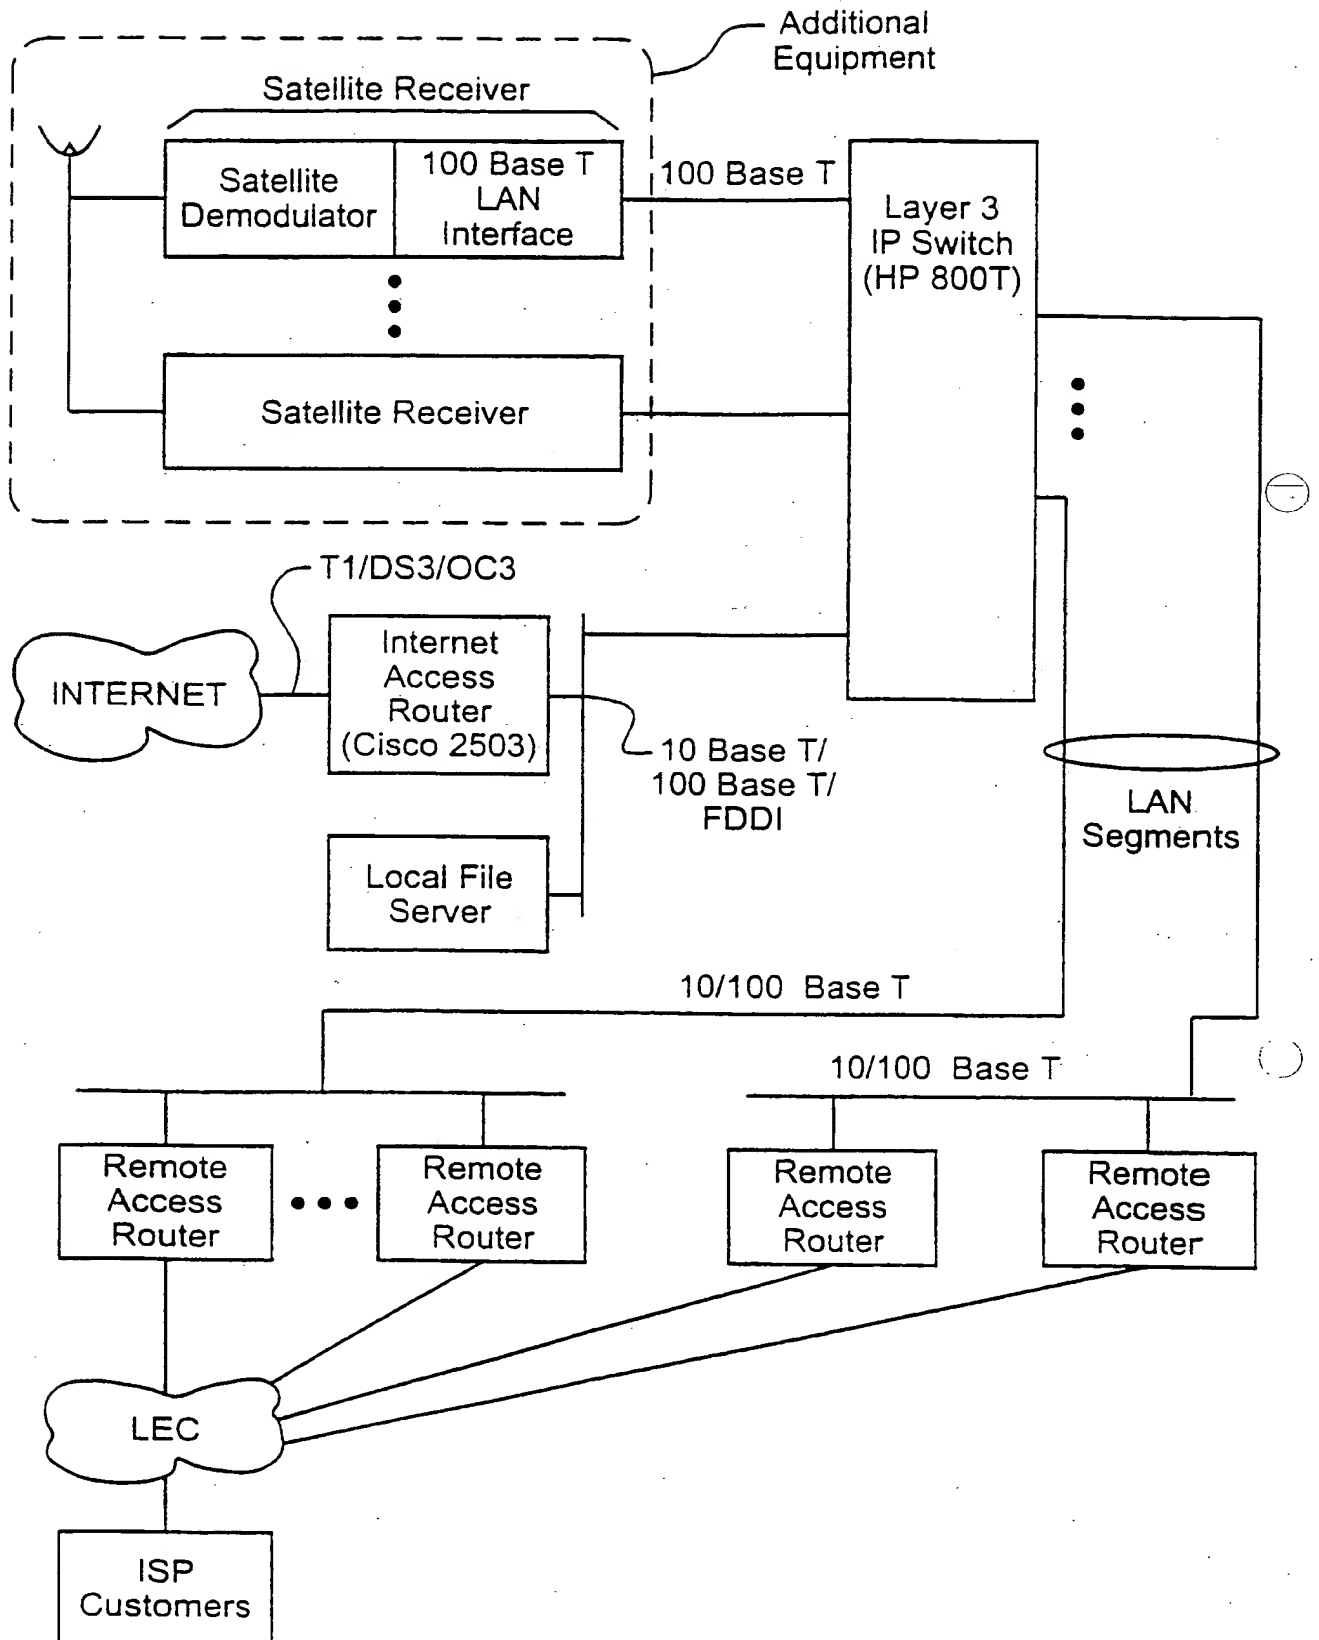 Additional
Equipment
Satellite Receiver
Satellite
Demodulator
100 Base T
LAN
Interface
100 Base T
Layer 3
IP Switch
(HP 800T)
Satellite Receiver
T1/DS3/OC3
INTERNET
Internet
Access
Router
(Cisco 2503)
10 Base T/
100 Base T/
FDDI
LAN
Segments
Local File
Server
10/100 Base T
10/100 Base T
Remote
Access
Router
Remote
Access
Router
Remote
Access
Router
Remote
Access
Router
LEC
ISP
Customers